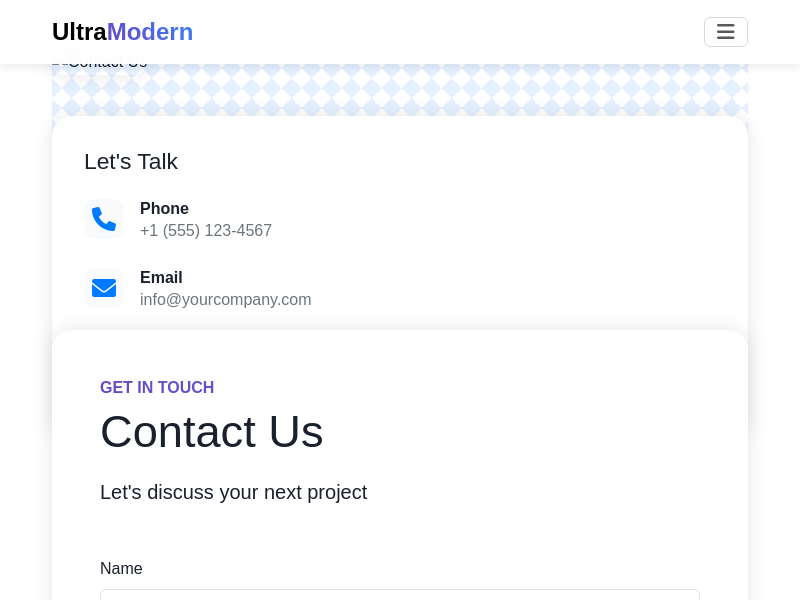 UltraModern
Contact Us
Let's Talk
Phone
+1 (555) 123-4567
Email
info@yourcompany.com
GET IN TOUCH
Contact Us
Let's discuss your next project
Name